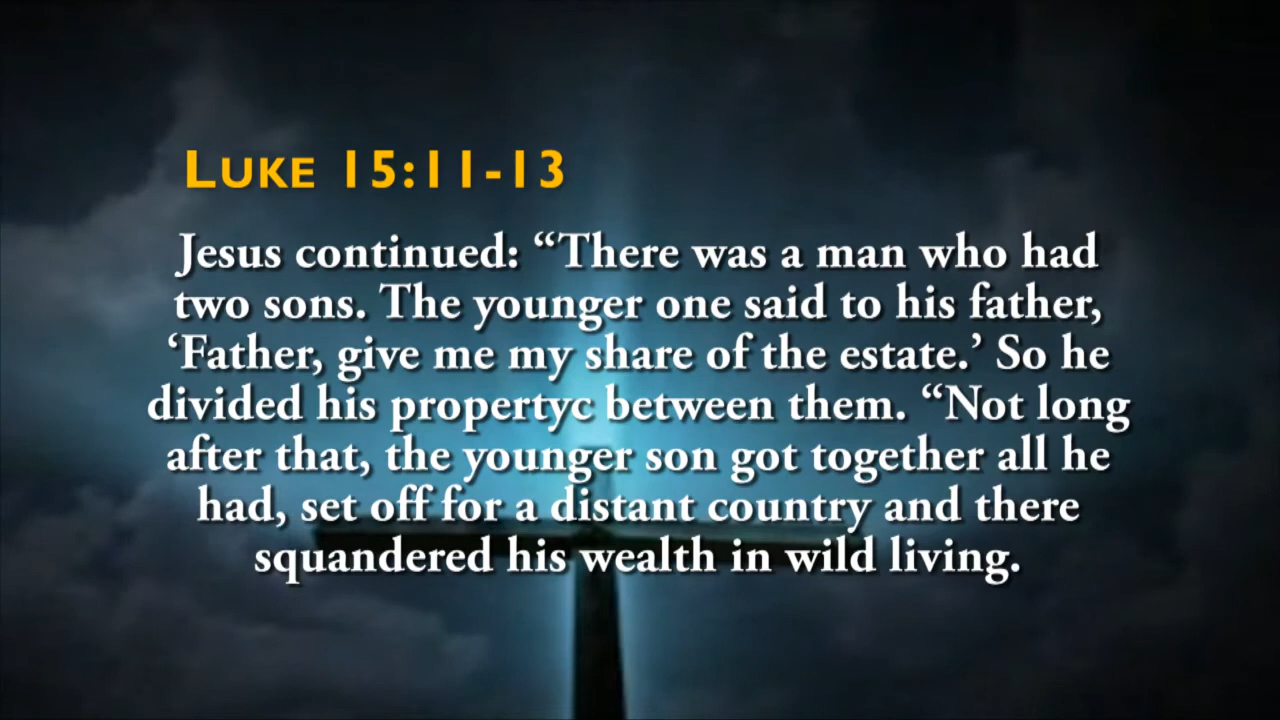 Luke 15:11-13
Jesus continued: “There was a man who had
two sons. The younger one said to his father,
‘Father, give me my share of the estate.’ So he
divided his propertyc between them. “Not long
after that, the younger son got together all he
had, set off for a distant country and there
squandered his wealth in wild living.